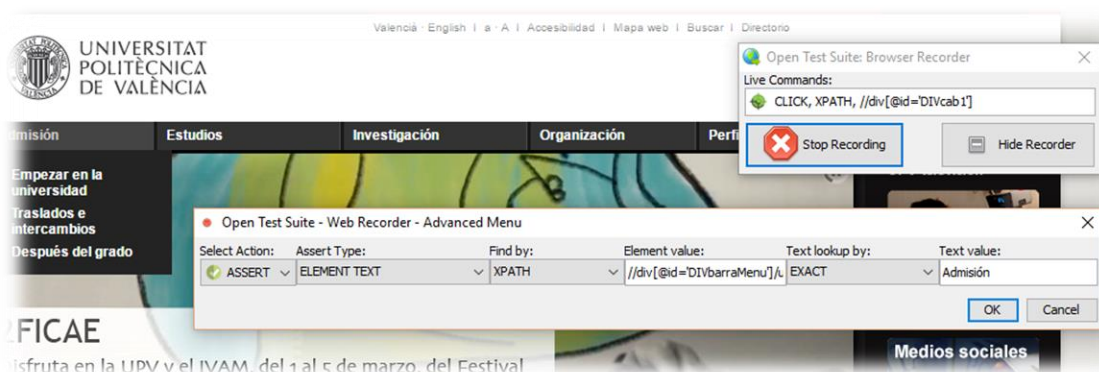 Valencià · English | a · A | Accesibilidad | Mapa web | Buscar | Directorio
UNIVERSITAT
POLITÈCNICA
DE VALÈNCIA
Open Test Suite: Browser Recorder
Live Commands:
CLICK, XPATH, //div[@id='DIVcab1']
Stop Recording
Hide Recorder
Admisión Estudios Investigación Organización Perfi
Empezar en la
universidad
Traslados e
intercambios
Después del grado
Open Test Suite - Web Recorder - Advanced Menu
Select Action: Assert Type: Find by: Element value: Text lookup by: Text value:
ASSERT ELEMENT TEXT XPATH //div[@id='DIVbarraMenu']/u EXACT Admisión
OK Cancel
FICAE
isfruta en la UPV y el IVAM, del 1 al 5 de marzo, del Festival
Medios sociales